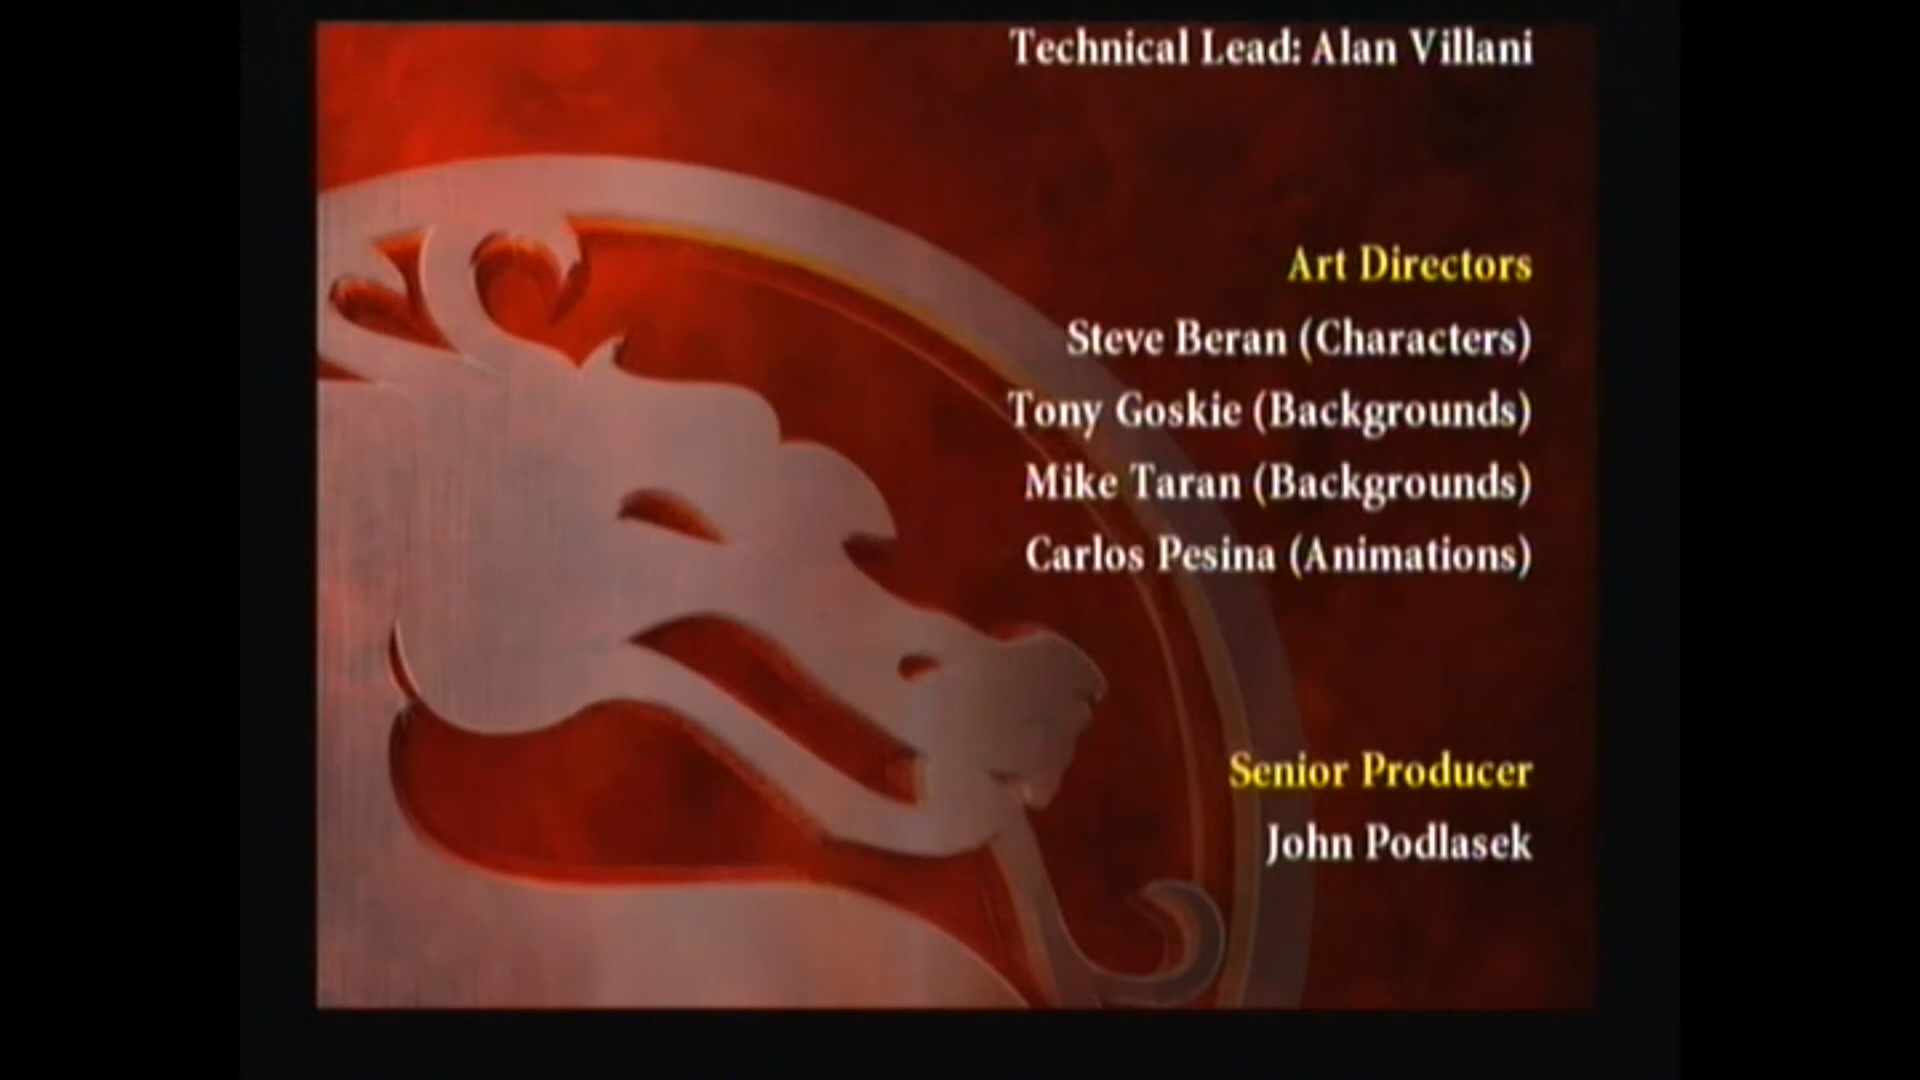 Technical Lead: Alan Villani
Art Directors
Steve Beran (Characters)
Tony Goskie (Backgrounds)
Mike Taran (Backgrounds)
Carlos Pesina (Animations)
Senior Producer
John Podlasek